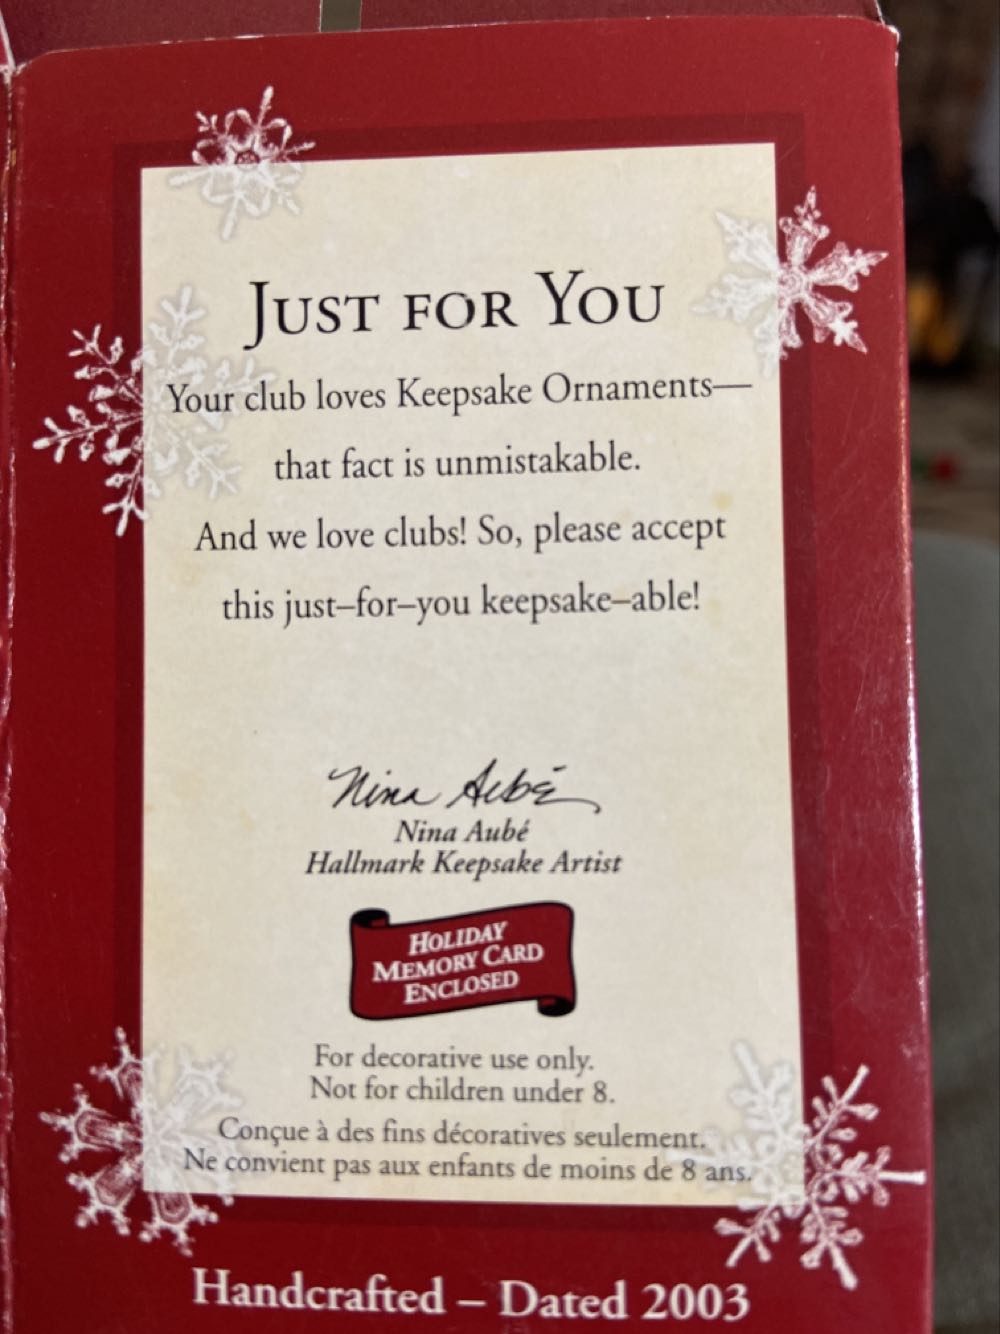 Just for You
Your club loves Keepsake Ornaments—
that fact is unmistakable.
And we love clubs! So, please accept
this just–for–you keepsake–able!
Nina Aubé
Nina Aubé
Hallmark Keepsake Artist
Holiday
Memory Card
Enclosed
For decorative use only.
Not for children under 8.
Conçue à des fins décoratives seulement.
Ne convient pas aux enfants de moins de 8 ans.
Handcrafted – Dated 2003